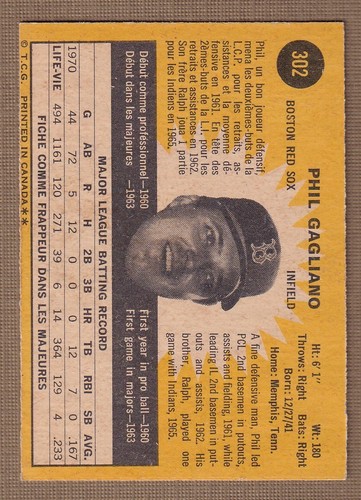 302
PHIL GAGLIANO
BOSTON RED SOX
INFIELD
Ht: 6'1" Wt: 180
Throws: Right Bats: Right
Born: 12/27/41
Home: Memphis, Tenn.
Phil, un bon joueur défensif,
mena les deuxièmes-buts de la
L.C.P. pour les retraits, as-
sistances et la moyenne dé-
fensive en 1961. En tête des
2èmes-buts de la L.I. pour les
retraits et assistances en 1962.
Son frère Ralph joua 1 partie
pour les Indiens en 1965.
A fine defensive man, Phil led
PCL 2nd basemen in putouts,
assists and fielding, 1961, while
leading IL 2nd basemen in put-
outs and assists, 1962. His
brother, Ralph, played one
game with Indians, 1965.
Début comme professionnel—1960
Début dans les majeures —1963
First year in pro ball—1960
First game in majors—1963
MAJOR LEAGUE BATTING RECORD
G AB R H 2B 3B HR TR RBI SB AVG.
1970 44 72 5 12 0 0 0 12 7 0 .167
LIFE-VIE 494 1161 120 271 39 6 14 364 129 4 .233
FICHE COMME FRAPPEUR DANS LES MAJEURES
© T.C.G. PRINTED IN CANADA**